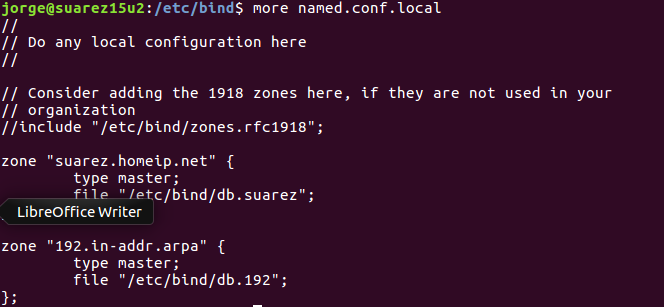 jorge@suarez15u2:/etc/bind$ more named.conf.local
//
// Do any local configuration here
//
// Consider adding the 1918 zones here, if they are not used in your
// organization
//include "/etc/bind/zones.rfc1918";
zone "suarez.homeip.net" {
type master;
file "/etc/bind/db.suarez";
LibreOffice Writer
zone "192.in-addr.arpa" {
type master;
file "/etc/bind/db.192";
};